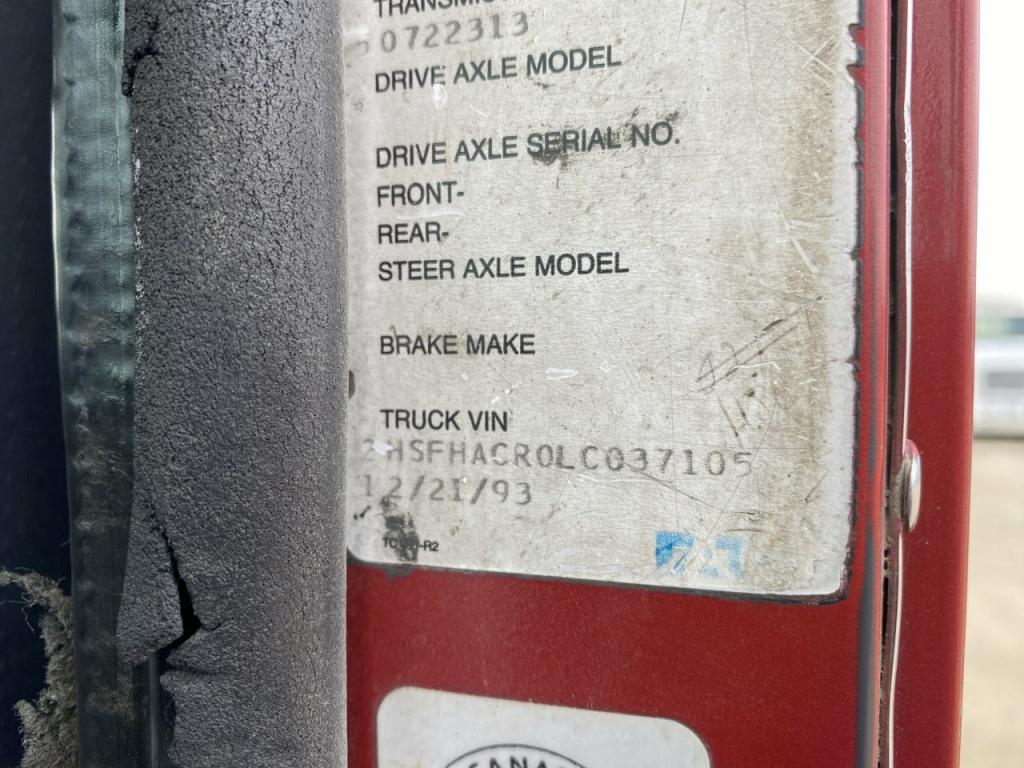 0722313
DRIVE AXLE MODEL
DRIVE AXLE SERIAL NO.
FRONT-
REAR-
STEER AXLE MODEL
BRAKE MAKE
TRUCK VIN
2HSFHACR0LC037105
12/21/93